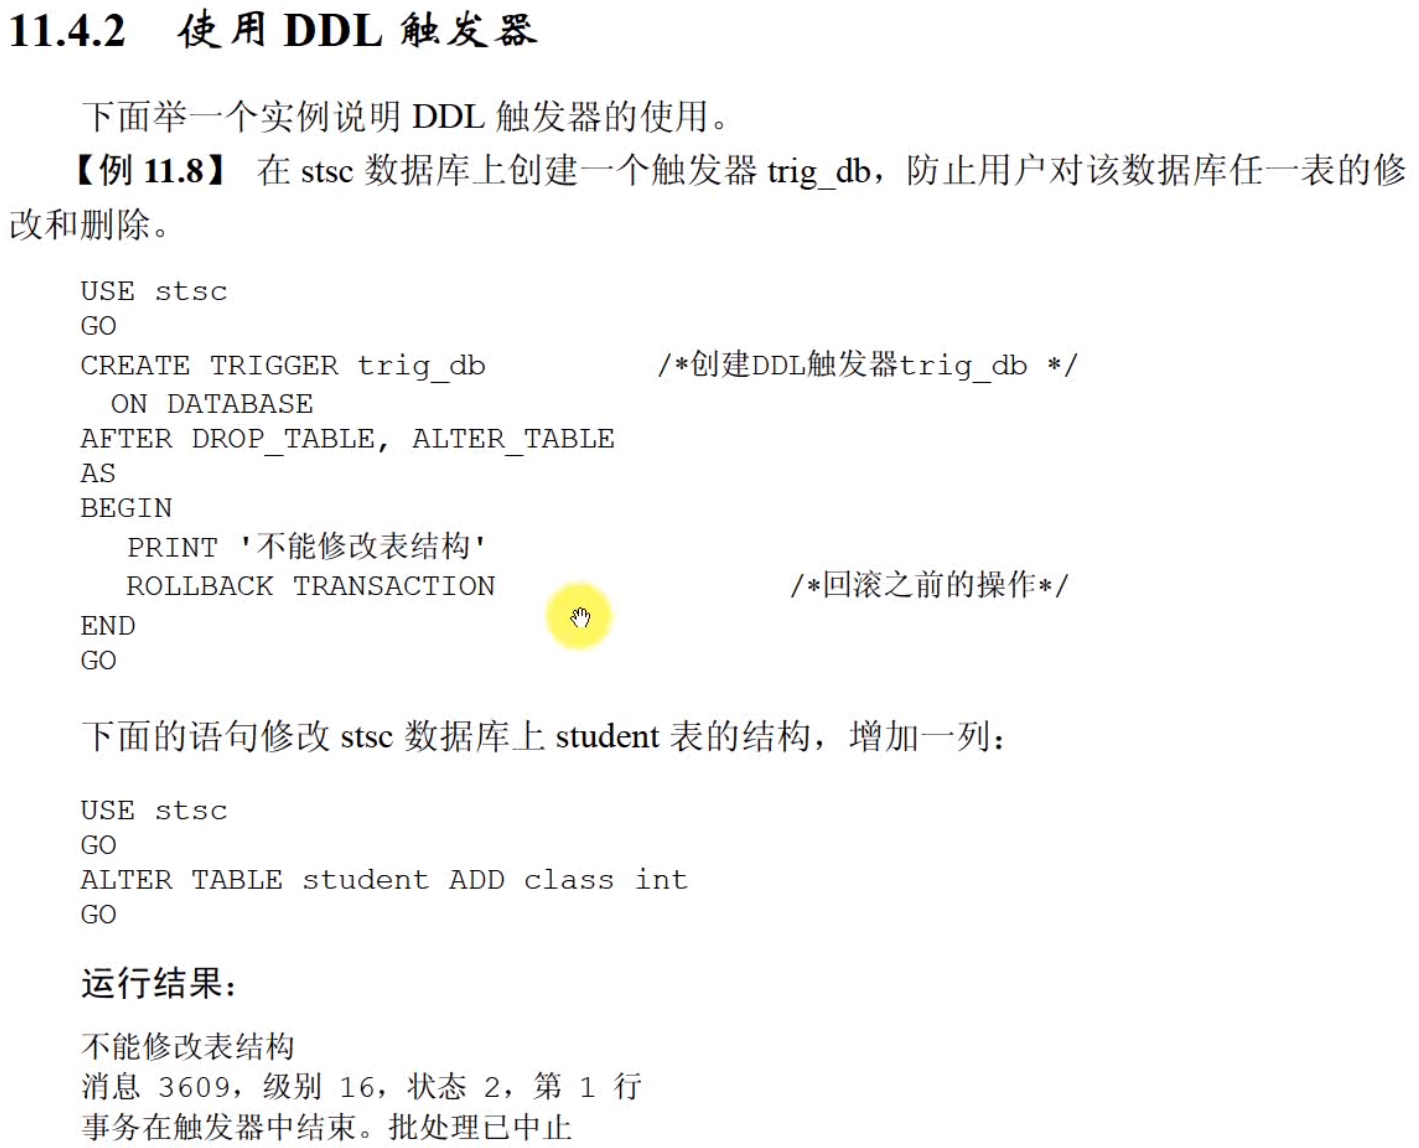 11.4.2 使用 DDL 触发器
下面举一个实例说明 DDL 触发器的使用。
【例 11.8】 在 stsc 数据库上创建一个触发器 trig_db，防止用户对该数据库任一表的修
改和删除。
USE stsc
GO
CREATE TRIGGER trig_db /*创建DDL触发器trig_db */
ON DATABASE
AFTER DROP_TABLE, ALTER_TABLE
AS
BEGIN
PRINT '不能修改表结构'
ROLLBACK TRANSACTION /*回滚之前的操作*/
END
GO
下面的语句修改 stsc 数据库上 student 表的结构，增加一列：
USE stsc
GO
ALTER TABLE student ADD class int
GO
运行结果：
不能修改表结构
消息 3609，级别 16，状态 2，第 1 行
事务在触发器中结束。批处理已中止